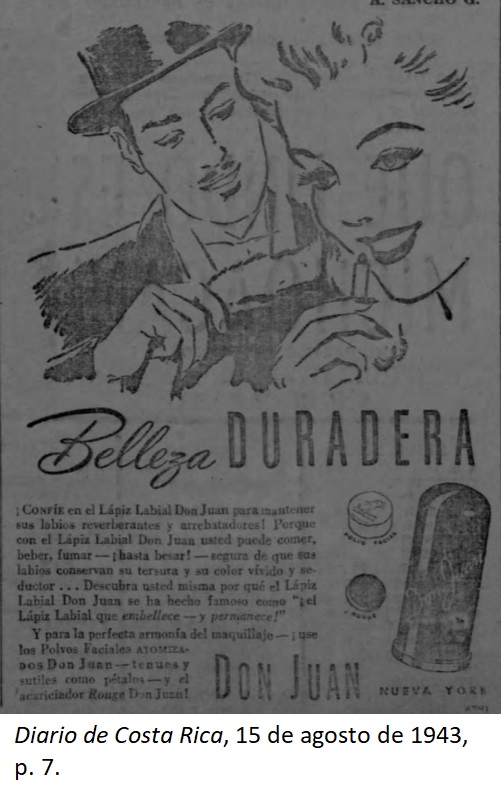 A. SANCHO G.
Belleza DURADERA
¡CONFÍE en el Lápiz Labial Don Juan para mantener
sus labios reverberantes y arrebatadores! Porque
con el Lápiz Labial Don Juan usted puede comer,
beber, fumar—¡hasta besar!—segura de que sus
labios conservan su tersura y su color vívido y se-
ductor... Descubra usted misma por qué el Lápiz
Labial Don Juan se ha hecho famoso como "¡el
Lápiz Labial que embellece—y permanece!"
Y para la perfecta armonía del maquillaje—¡use
los Polvos Faciales ATOMIZA-
DOS Don Juan—tenues y
sutiles como pétalos—y el
acariciador Rouge Don Juan!
POLVO FACIAL
ROUGE
DON JUAN
NUEVA YORK
Diario de Costa Rica, 15 de agosto de 1943,
p. 7.